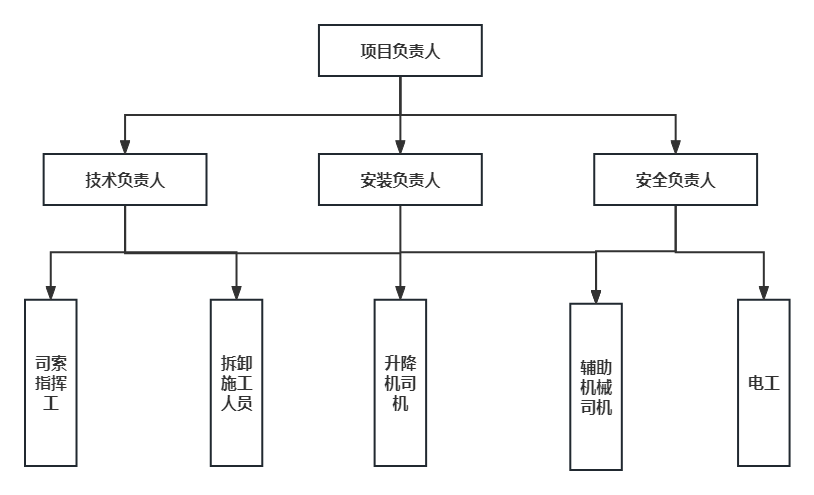 项目负责人
技术负责人
安装负责人
安全负责人
司索
指挥
工
拆卸
施工
人员
升降
机司
机
辅助
机械
司机
电工